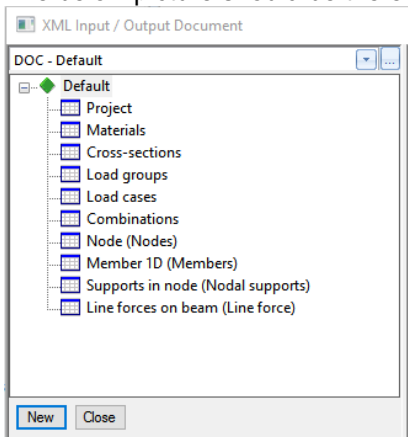 XML Input / Output Document
DOC - Default
...
Default
Project
Materials
Cross-sections
Load groups
Load cases
Combinations
Node (Nodes)
Member 1D (Members)
Supports in node (Nodal supports)
Line forces on beam (Line force)
New Close